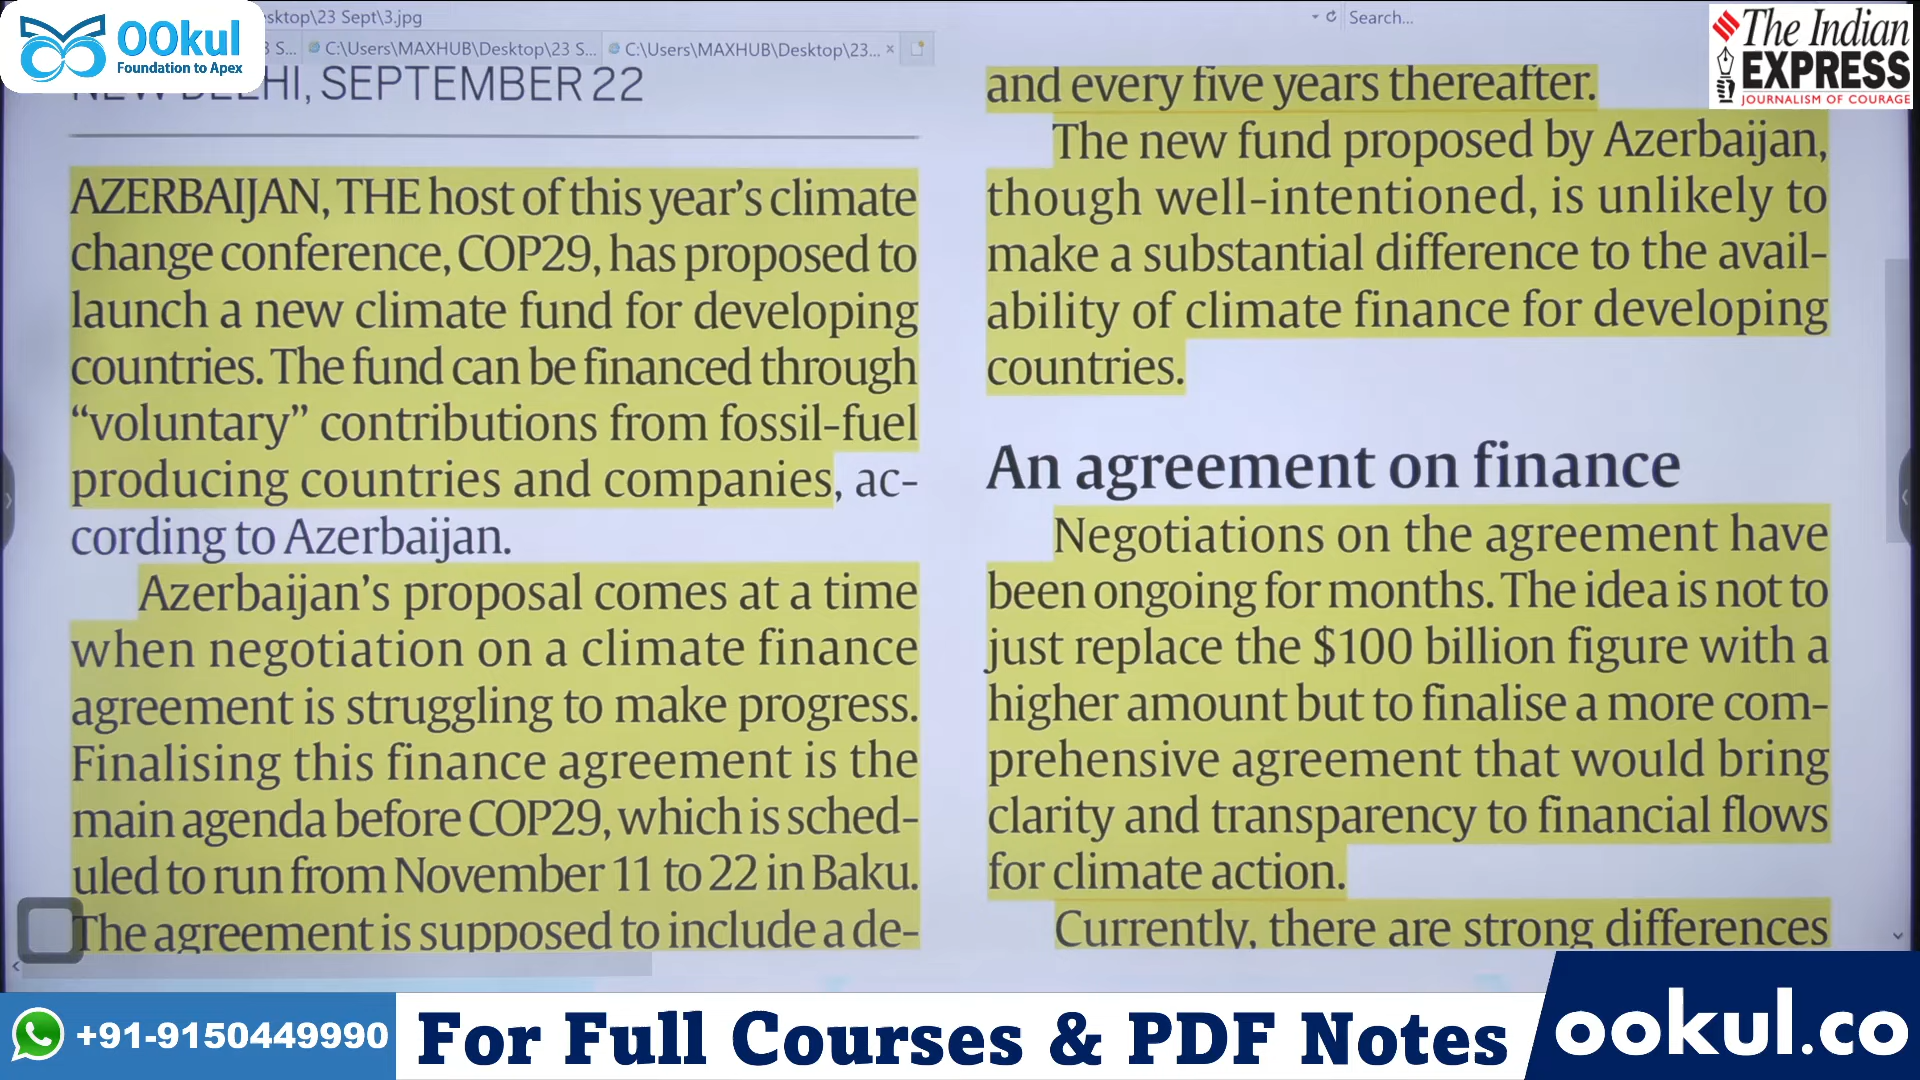 OOkul
Foundation to Apex
sktop\23 Sept\3.jpg
Search...
S...
C:\Users\MAXHUB\Desktop\23 S...
C:\Users\MAXHUB\Desktop\23...
The Indian
EXPRESS
JOURNALISM OF COURAGE
NEW DELHI, SEPTEMBER 22
AZERBAIJAN, THE host of this year's climate
change conference, COP29, has proposed to
launch a new climate fund for developing
countries. The fund can be financed through
“voluntary” contributions from fossil-fuel
producing countries and companies, ac-
cording to Azerbaijan.
Azerbaijan's proposal comes at a time
when negotiation on a climate finance
agreement is struggling to make progress.
Finalising this finance agreement is the
main agenda before COP29, which is sched-
uled to run from November 11 to 22 in Baku.
The agreement is supposed to include a de-
and every five years thereafter.
The new fund proposed by Azerbaijan,
though well-intentioned, is unlikely to
make a substantial difference to the avail-
ability of climate finance for developing
countries.
An agreement on finance
Negotiations on the agreement have
been ongoing for months. The idea is not to
just replace the $100 billion figure with a
higher amount but to finalise a more com-
prehensive agreement that would bring
clarity and transparency to financial flows
for climate action.
Currently, there are strong differences
+91-9150449990
For Full Courses & PDF Notes
ookul.co